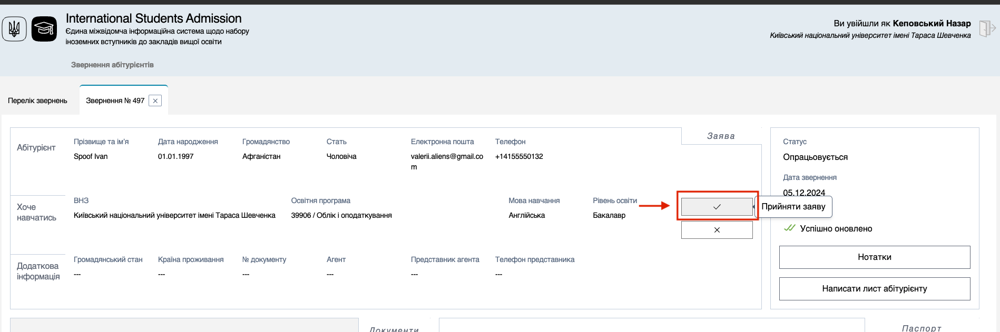 International Students Admission
Єдина міжвідомча інформаційна система щодо набору
іноземних вступників до закладів вищої освіти
Ви увійшли як Кеповський Назар
Київський національний університет імені Тараса Шевченка
Звернення абітурієнтів
Перелік звернень
Звернення № 497
Заява
Абітурієнт
Прізвище та ім’я
Spoof Ivan
Дата народження
01.01.1997
Громадянство
Афганістан
Стать
Чоловіча
Електронна пошта
valerii.aliens@gmail.co
m
Телефон
+14155550132
Хоче
навчатись
ВНЗ
Київський національний університет імені Тараса Шевченка
Освітня програма
39906 / Облік і оподаткування
Мова навчання
Англійська
Рівень освіти
Бакалавр
Прийняти заяву
Додаткова
інформація
Громадянський стан
---
Країна проживання
---
№ документу
---
Агент
---
Представник агента
---
Телефон представника
---
Статус
Опрацьовується
Дата звернення
05.12.2024
Успішно оновлено
Нотатки
Написати лист абітурієнту
Документи
Паспорт